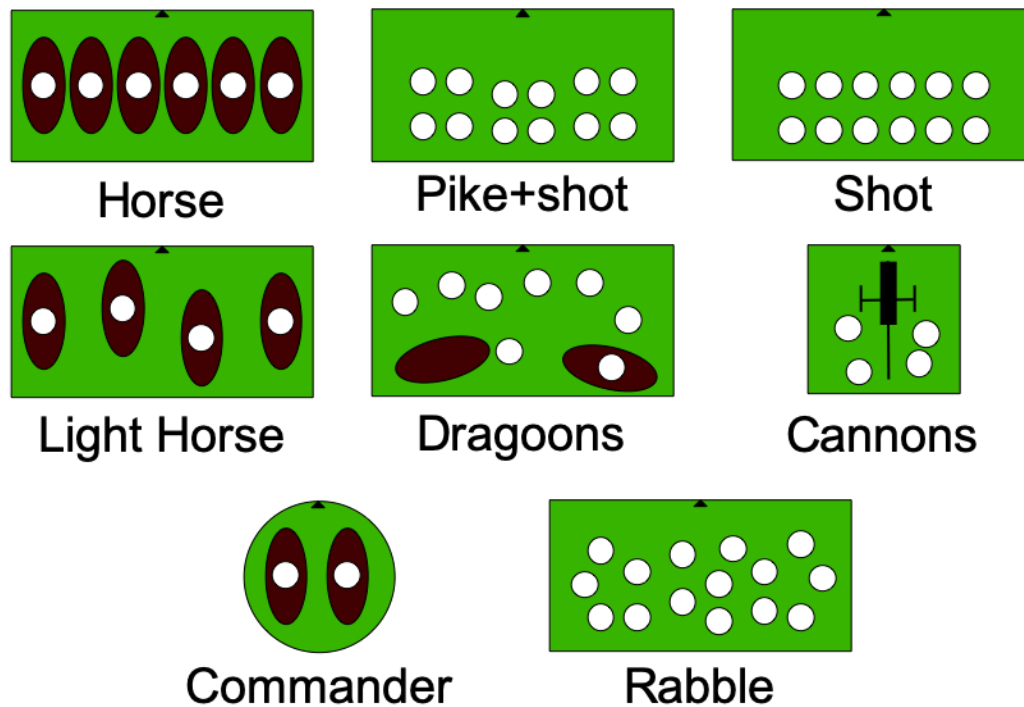 Horse
Pike+shot
Shot
Light Horse
Dragoons
Cannons
Commander
Rabble